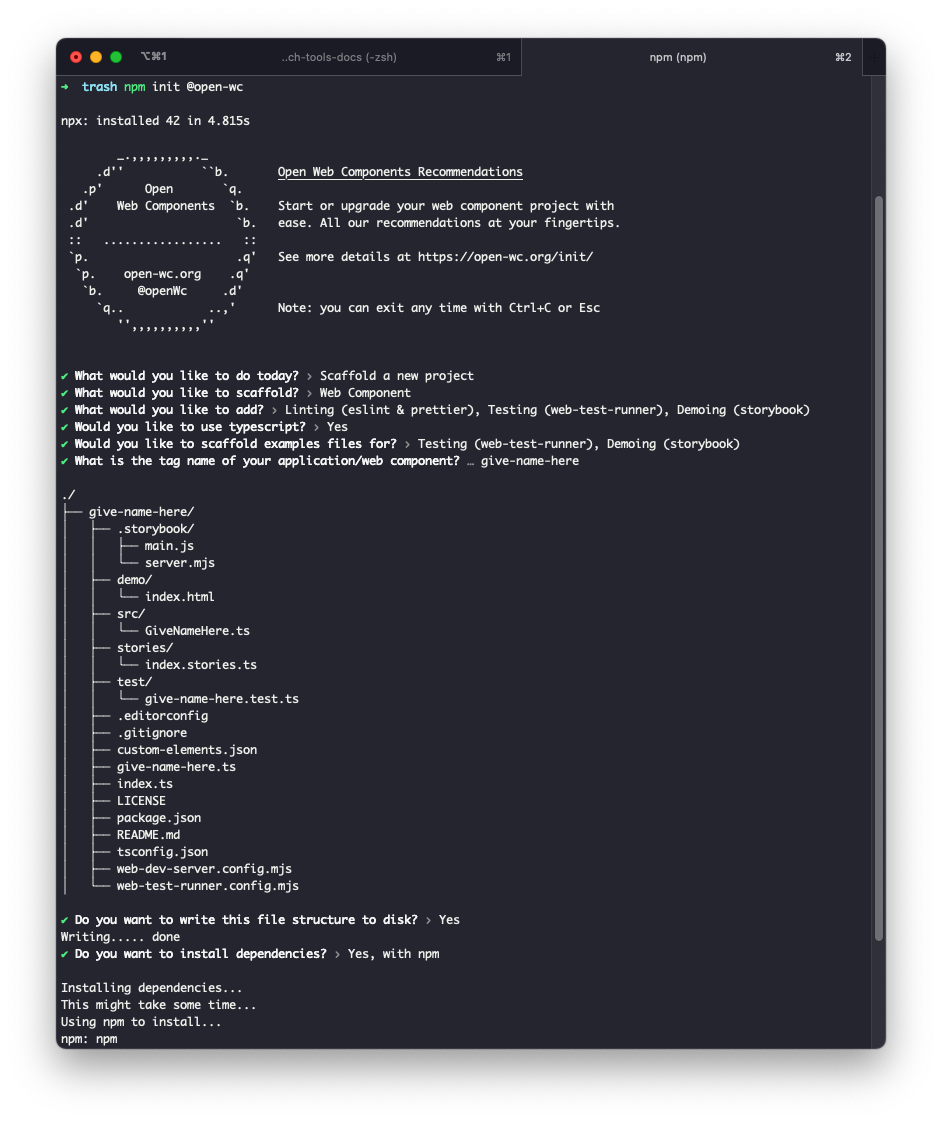 ⌥⌘1 ..ch-tools-docs (-zsh) ⌘1 npm (npm) ⌘2
➜  trash npm init @open-wc

npx: installed 42 in 4.815s

        _.,,,,,,,,,._
     .d''           ``b.       Open Web Components Recommendations
   .p'      Open       `q.
 .d'    Web Components  `b.    Start or upgrade your web component project with
 .d'                     `b.   ease. All our recommendations at your fingertips.
 ::   .................   ::
 `p.                     .q'   See more details at https://open-wc.org/init/
  `p.    open-wc.org    .q'
   `b.     @openWc     .d'
     `q..            ..,'      Note: you can exit any time with Ctrl+C or Esc
        '',,,,,,,,,,''

✔ What would you like to do today? › Scaffold a new project
✔ What would you like to scaffold? › Web Component
✔ What would you like to add? › Linting (eslint & prettier), Testing (web-test-runner), Demoing (storybook)
✔ Would you like to use typescript? › Yes
✔ Would you like to scaffold examples files for? › Testing (web-test-runner), Demoing (storybook)
✔ What is the tag name of your application/web component? … give-name-here

./
├── give-name-here/
│   ├── .storybook/
│   │   ├── main.js
│   │   └── server.mjs
│   ├── demo/
│   │   └── index.html
│   ├── src/
│   │   └── GiveNameHere.ts
│   ├── stories/
│   │   └── index.stories.ts
│   ├── test/
│   │   └── give-name-here.test.ts
│   ├── .editorconfig
│   ├── .gitignore
│   ├── custom-elements.json
│   ├── give-name-here.ts
│   ├── index.ts
│   ├── LICENSE
│   ├── package.json
│   ├── README.md
│   ├── tsconfig.json
│   ├── web-dev-server.config.mjs
│   └── web-test-runner.config.mjs

✔ Do you want to write this file structure to disk? › Yes
Writing..... done
✔ Do you want to install dependencies? › Yes, with npm

Installing dependencies...
This might take some time...
Using npm to install...
npm: npm